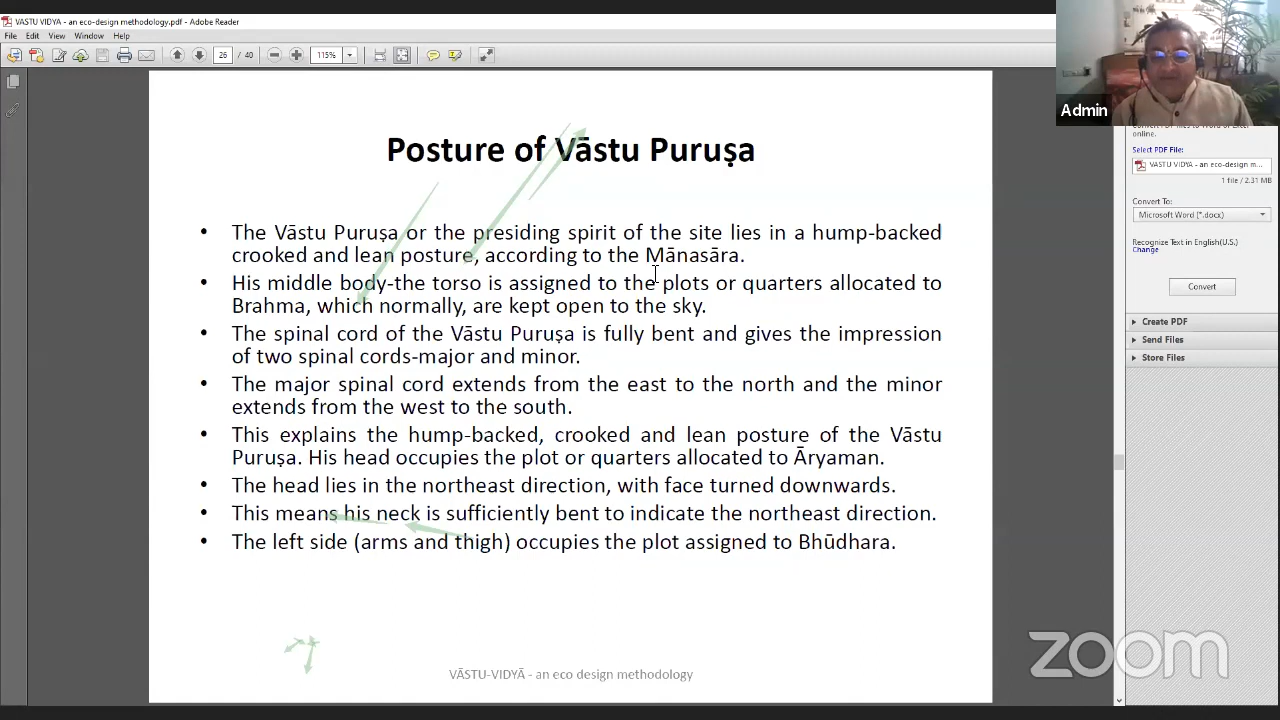 VASTU VIDYA - an eco-design methodology.pdf - Adobe Reader
File Edit View Window Help
26 / 40 115%
Admin
online.
Select PDF File:
VASTU VIDYA - an eco-design m...
1 file / 2.31 MB
Convert To:
Microsoft Word (*.docx)
Recognize Text in English(U.S.)
Change
Convert
Create PDF
Send Files
Store Files
Posture of Vāstu Puruṣa
• The Vāstu Puruṣa or the presiding spirit of the site lies in a hump-backed
crooked and lean posture, according to the Mānasāra.
• His middle body-the torso is assigned to the plots or quarters allocated to
Brahma, which normally, are kept open to the sky.
• The spinal cord of the Vāstu Puruṣa is fully bent and gives the impression
of two spinal cords-major and minor.
• The major spinal cord extends from the east to the north and the minor
extends from the west to the south.
• This explains the hump-backed, crooked and lean posture of the Vāstu
Puruṣa. His head occupies the plot or quarters allocated to Āryaman.
• The head lies in the northeast direction, with face turned downwards.
• This means his neck is sufficiently bent to indicate the northeast direction.
• The left side (arms and thigh) occupies the plot assigned to Bhūdhara.
VĀSTU-VIDYĀ - an eco design methodology
zoom